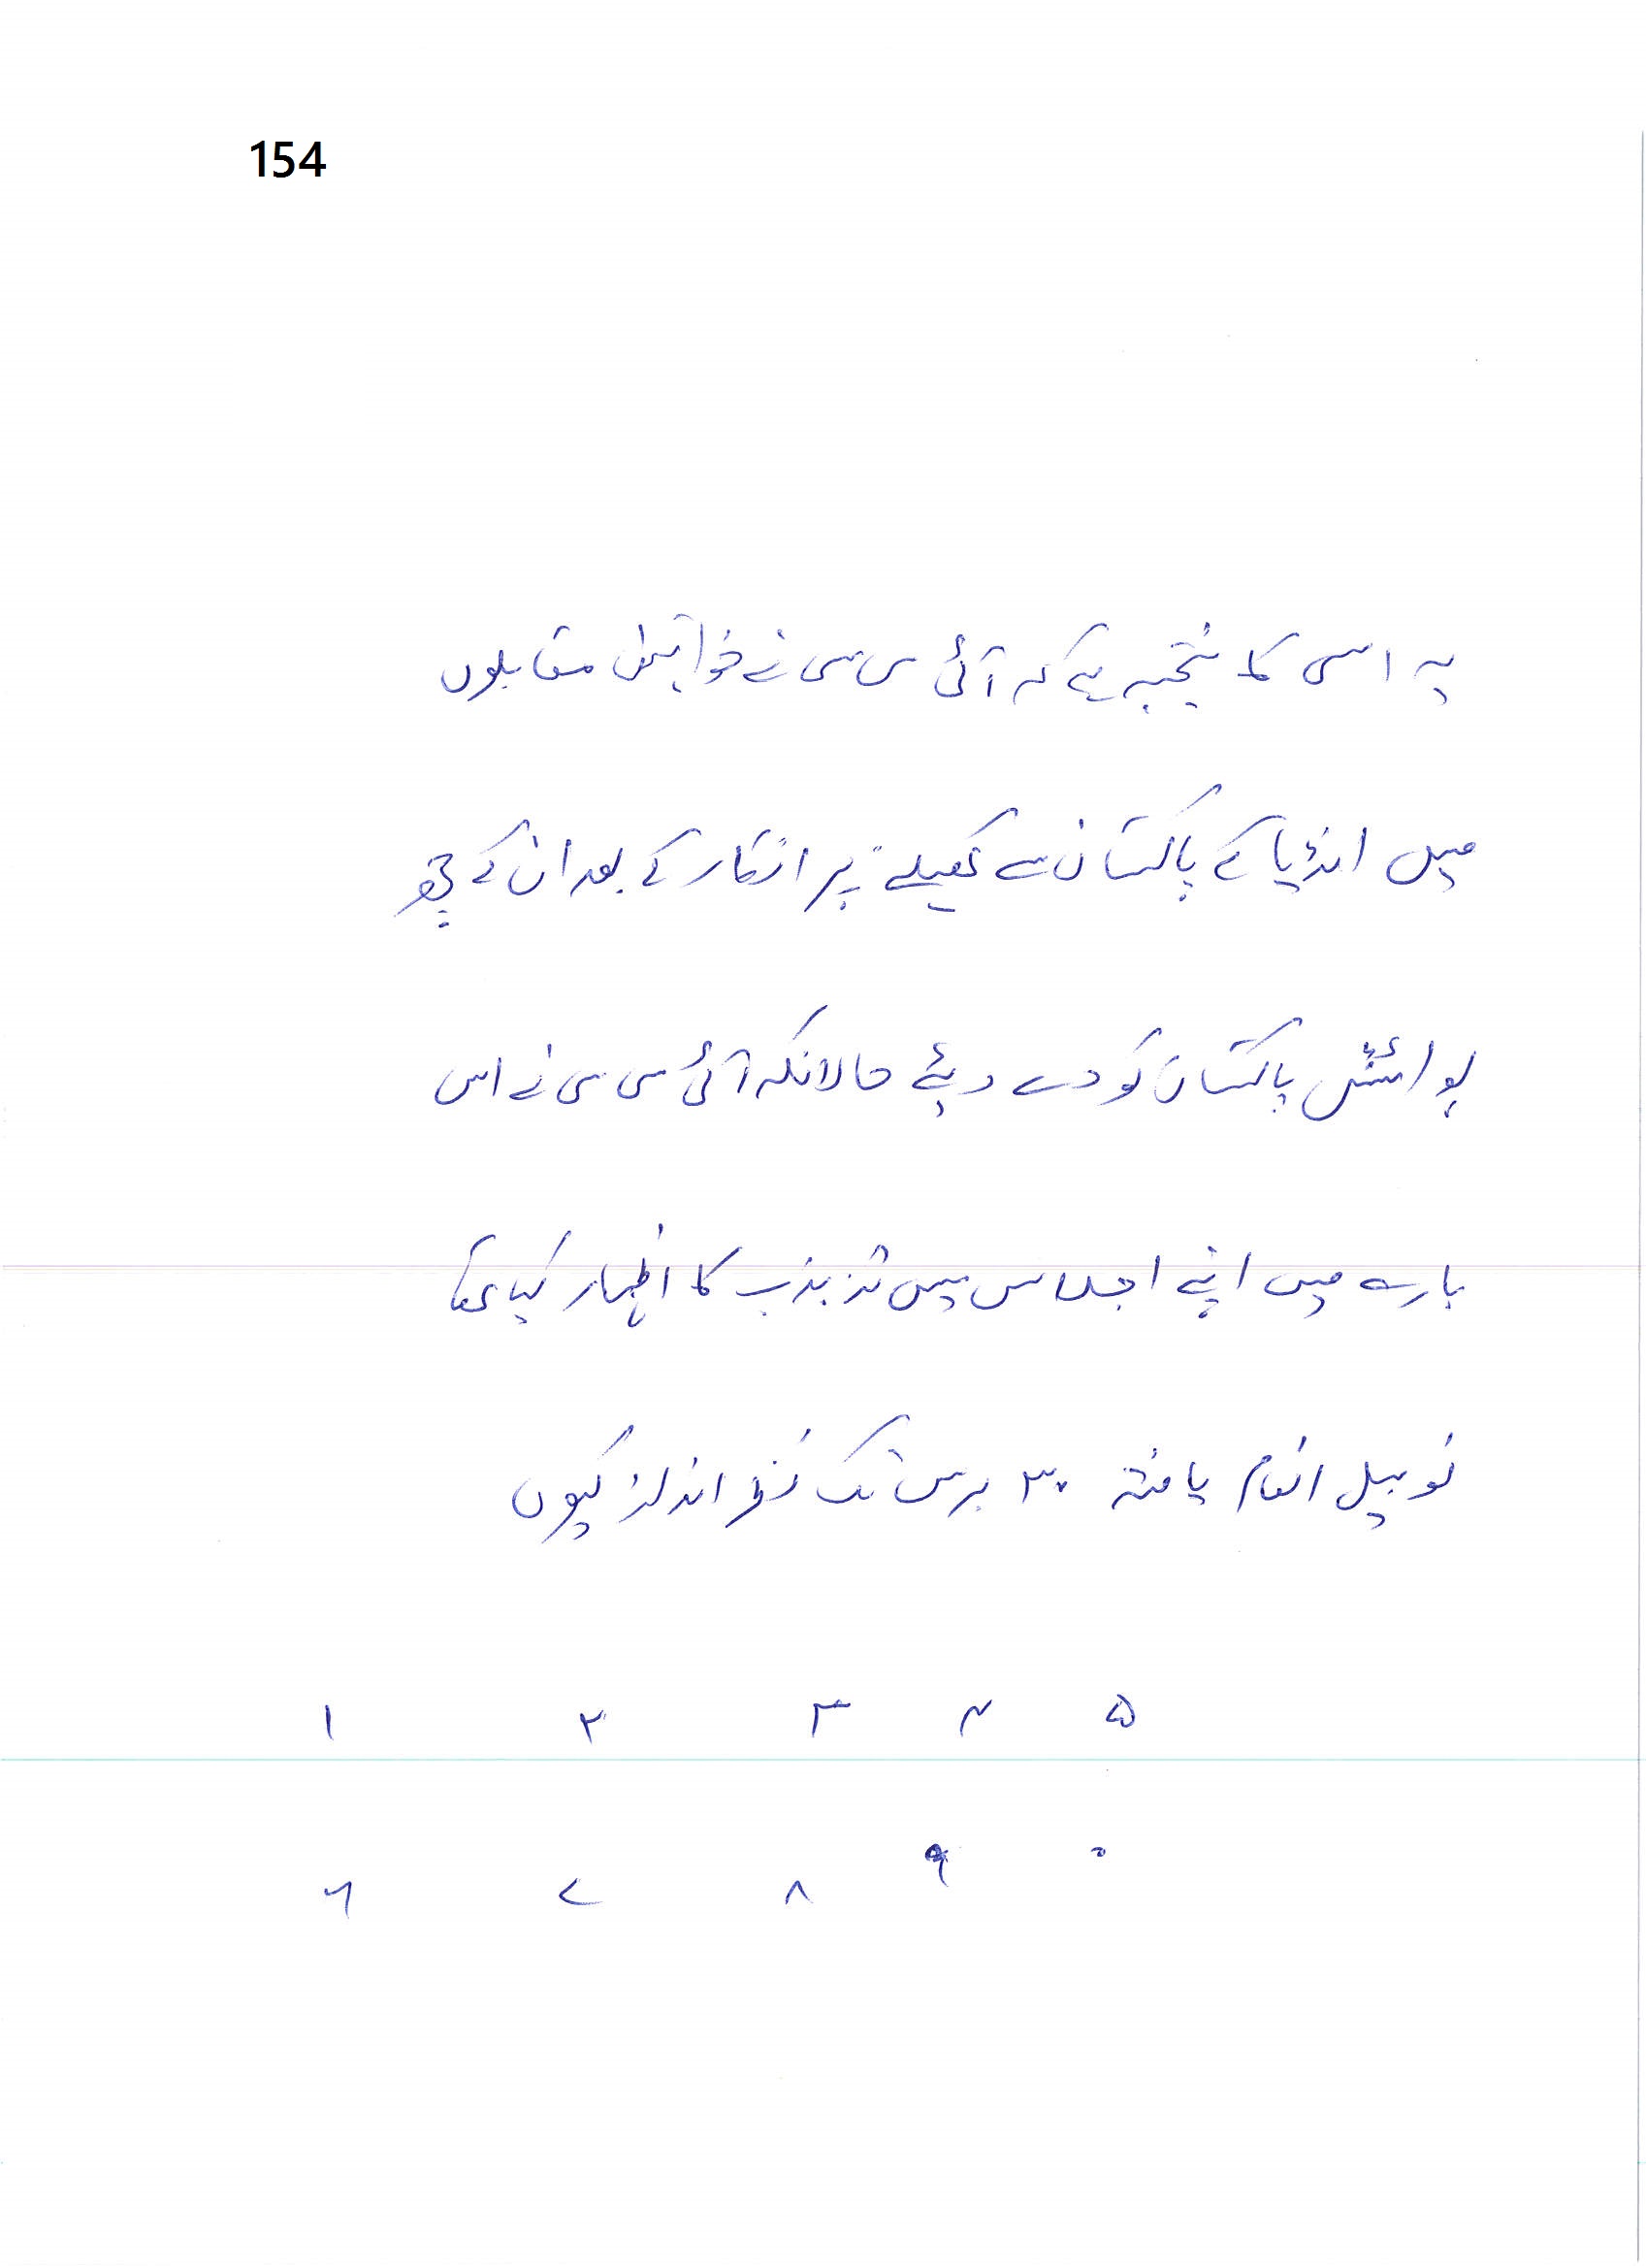 154
یہ اسی کا نتیجہ ہے کہ آئی سی سی نے خواتین مقابلوں
میں انڈیا کے پاکستان سے کھیلنے پر انکار کے بعد ان کے چھ
پوائنٹس پاکستان کو دے دیئے حالانکہ آئی سی سی نے اس
بارے میں اپنے اجلاس میں تذبذب کا اظہار کیا تھا
نوبیل انعام یافتہ ۳۰ برس تک نظر انداز کیوں
۱ ۲ ۳ ۴ ۵
۶ ۷ ۸ ۹ ۰